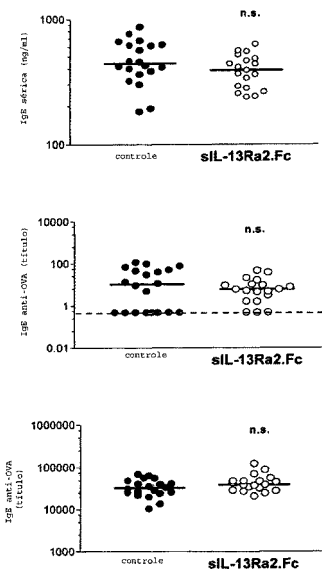 n.s.
1000
IgE sérica (ng/ml)
100
controle
sIL-13Ra2.Fc
n.s.
10000
100
IgE anti-OVA (título)
1
0.01
controle
sIL-13Ra2.Fc
n.s.
1000000
100000
IgE anti-OVA
(título)
10000
1000
controle
sIL-13Ra2.Fc